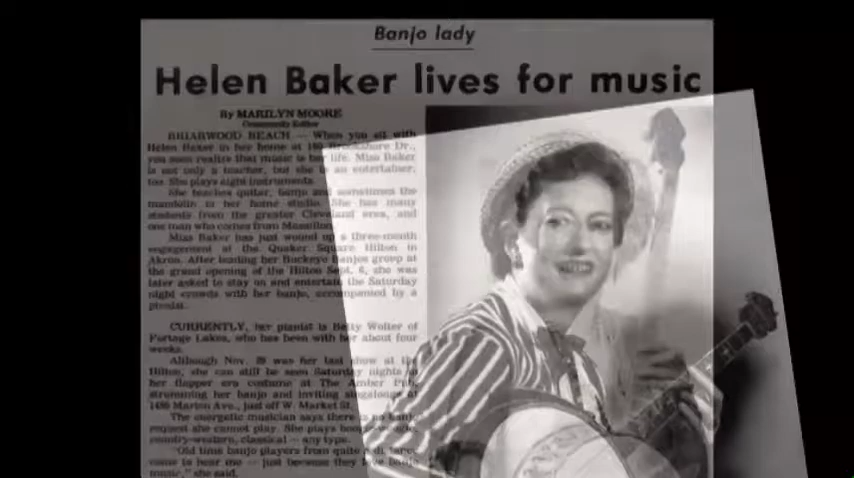 Banjo lady
Helen Baker lives for music
By MARILYN MOORE
Community Editor
BRIARWOOD BEACH — When you sit with
Helen Baker in her home at Brookshore Dr.,
you soon realize that music is her life. Miss Baker
is not only a teacher, but she is an entertainer,
too. She plays eight instruments.
She teaches guitar, banjo and sometimes the
mandolin in her home studio. She has many
students from the greater Cleveland area, and
one man who comes from Massillon.
Miss Baker has just wound up a three-month
engagement at the Quaker Square Hilton in
Akron. After leading her Buckeye Banjos group at
the grand opening of the Hilton Sept. 6, she was
later asked to stay on and entertain the Saturday
night crowds with her banjo, accompanied by a
pianist.
CURRENTLY, her pianist is Betty Wolter of
Portage Lakes, who has been with her about four
weeks.
Although Nov. 29 was her last show at the
Hilton, she can still be seen Saturday nights in
her flapper era costume at The Amber Pub,
strumming her banjo and inviting singalongs at
1486 Marion Ave., just off W. Market St.
The energetic musician says there is no banjo
request she cannot play. She plays boogie-woogie,
country-western, classical — any type.
"Old time banjo players from quite a distance
come to hear me — just because they love banjo
music," she said.